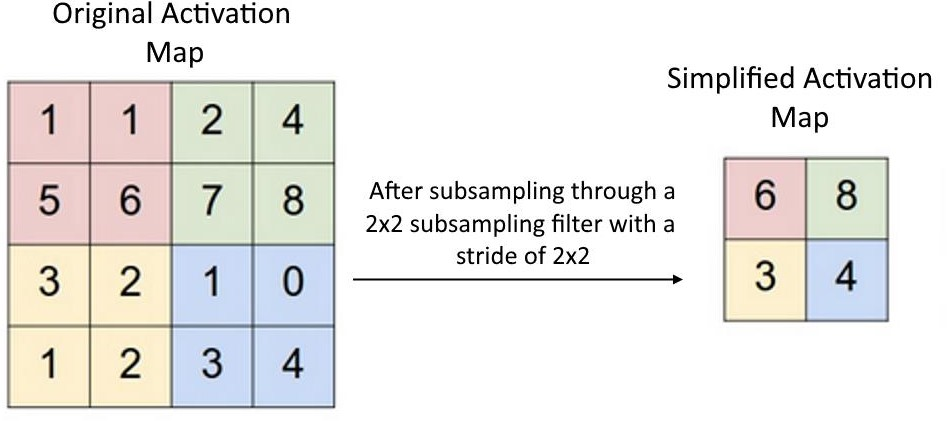 Original Activation
Map
1 1 2 4
5 6 7 8
3 2 1 0
1 2 3 4
After subsampling through a
2x2 subsampling filter with a
stride of 2x2
Simplified Activation
Map
6 8
3 4